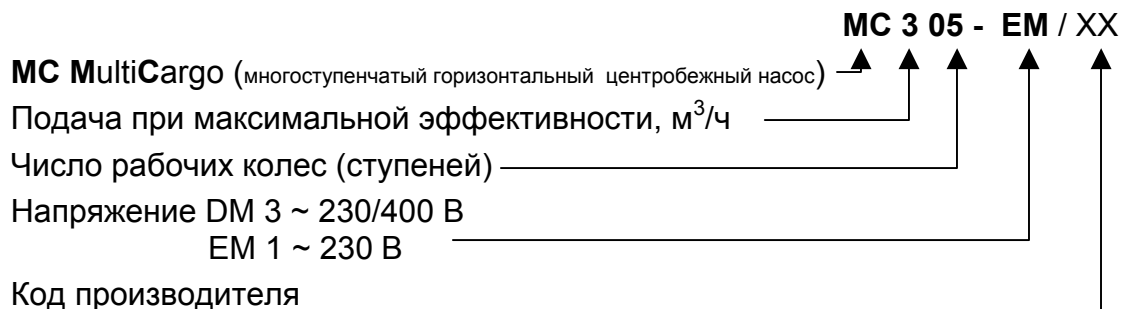 MC 3 05 - EM / XX
MC MultiCargo (многоступенчатый горизонтальный центробежный насос)
Подача при максимальной эффективности, м³/ч
Число рабочих колес (ступеней)
Напряжение DM 3 ~ 230/400 В
EM 1 ~ 230 В
Код производителя